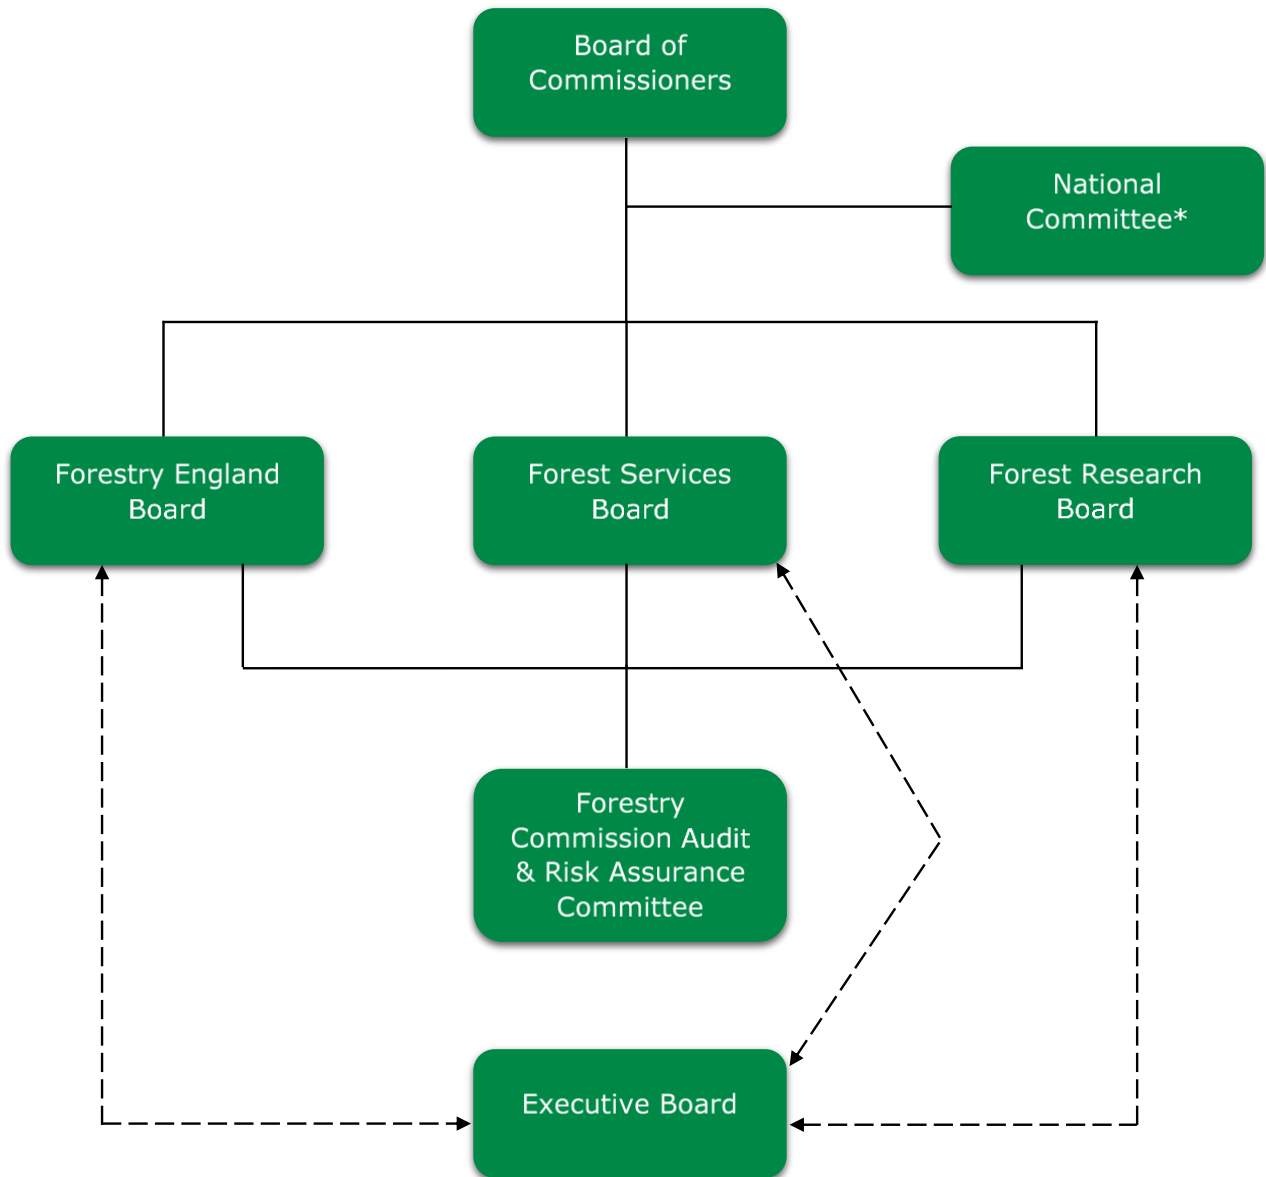 Board of
Commissioners
National
Committee*
Forestry England
Board
Forest Services
Board
Forest Research
Board
Forestry
Commission Audit
& Risk Assurance
Committee
Executive Board